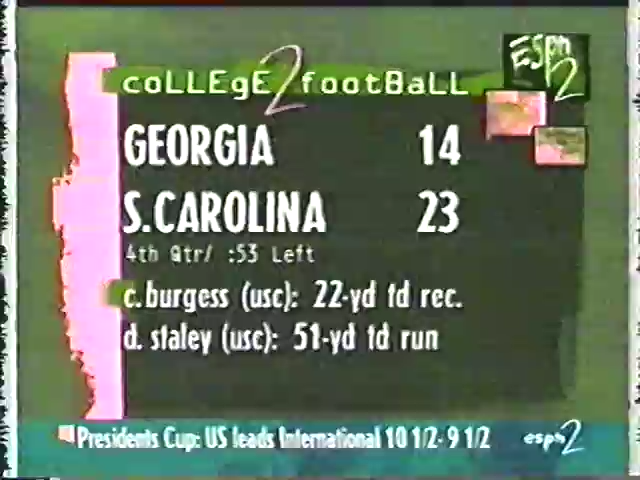 ESPN2
coLLEgE 2 footBaLL
GEORGIA 14
S.CAROLINA 23
4th Qtr/ :53 Left
c.burgess (usc): 22-yd td rec.
d. staley (usc): 51-yd td run
Presidents Cup: US leads International 10 1/2- 9 1/2 espn2